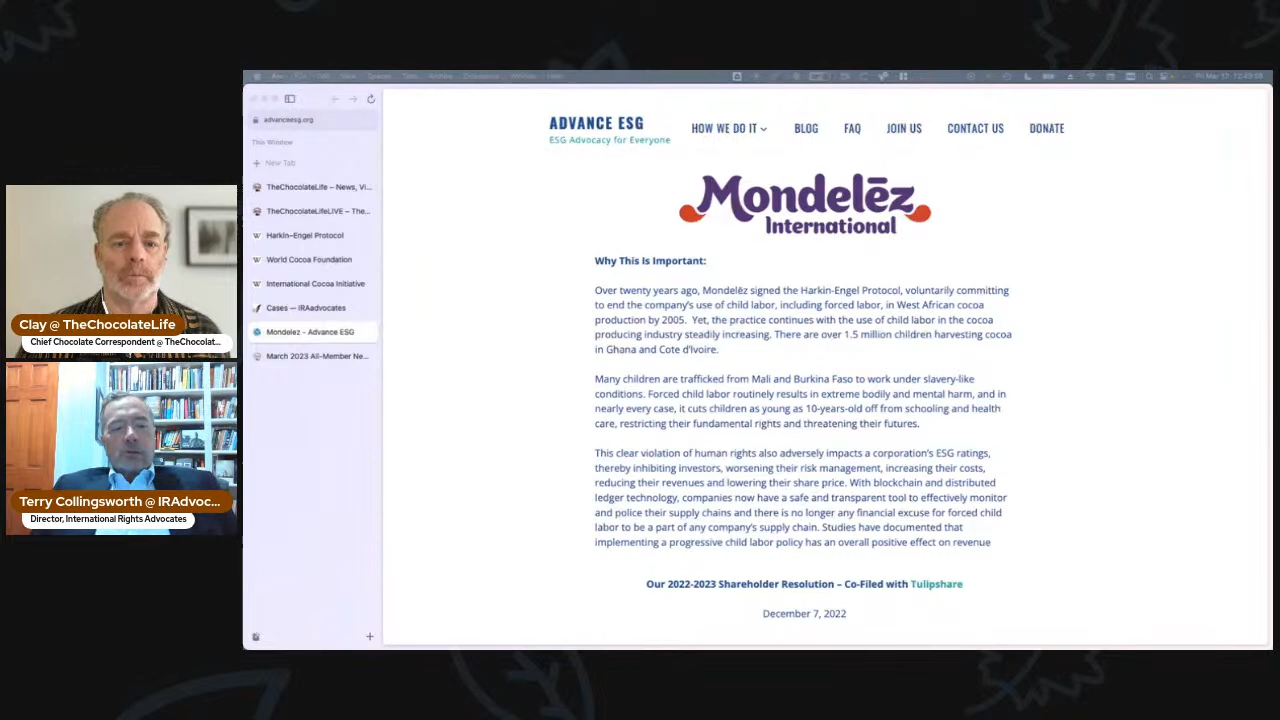 Fri Mar 17
advanceesg.org
This Window
New Tab
TheChocolateLife – News, Vi...
TheChocolateLifeLIVE – The...
Harkin–Engel Protocol
World Cocoa Foundation
International Cocoa Initiative
Cases — IRAdvocates
Mondelez - Advance ESG
March 2023 All-Member Ne...
ADVANCE ESG
ESG Advocacy for Everyone
HOW WE DO IT
BLOG
FAQ
JOIN US
CONTACT US
DONATE
Mondelēz
International
Why This Is Important:
Over twenty years ago, Mondelēz signed the Harkin-Engel Protocol, voluntarily committing
to end the company's use of child labor, including forced labor, in West African cocoa
production by 2005. Yet, the practice continues with the use of child labor in the cocoa
producing industry steadily increasing. There are over 1.5 million children harvesting cocoa
in Ghana and Cote d'Ivoire.
Many children are trafficked from Mali and Burkina Faso to work under slavery-like
conditions. Forced child labor routinely results in extreme bodily and mental harm, and in
nearly every case, it cuts children as young as 10-years-old off from schooling and health
care, restricting their fundamental rights and threatening their futures.
This clear violation of human rights also adversely impacts a corporation's ESG ratings,
thereby inhibiting investors, worsening their risk management, increasing their costs,
reducing their revenues and lowering their share price. With blockchain and distributed
ledger technology, companies now have a safe and transparent tool to effectively monitor
and police their supply chains and there is no longer any financial excuse for forced child
labor to be a part of any company's supply chain. Studies have documented that
implementing a progressive child labor policy has an overall positive effect on revenue
Our 2022-2023 Shareholder Resolution – Co-Filed with Tulipshare
December 7, 2022
Clay @ TheChocolateLife
Chief Chocolate Correspondent @ TheChocolat...
Terry Collingsworth @ IRAdvoc...
Director, International Rights Advocates